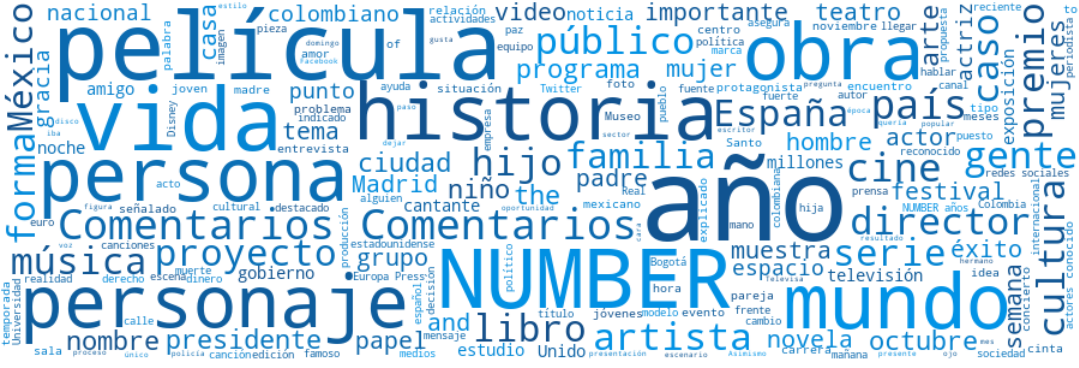 nacional
colombiano
video
noticia
importante
teatro
noviembre
llegar
reciente
to
estilo
casa
relación
actividades
paz
pieza
película
público
obra
arte
actriz
caso
premio
periodista
propuesta
México
gracia
palabra
imagen
domingo
Facebook
gusta
amor
of
equipo
centro
política
marca
asegura
hablar
canal
amigo
joven
madre
ayuda
situación
programa
mujer
protagonista
encuentro
mujeres
exposición
vida
punto
problema
indicado
historia
Twitter
foto
fuente
fuerte
autor
pregunta
España
país
tipo
meses
disco
iba
Disney
tema
entrevista
paso
dejar
empresa
Museo
sector
pueblo
escritor
época
quería
popular
Santo
actor
puesto
reconocido
redes sociales
noche
forma
persona
acto
ciudad
hijo
familia
hombre
millones
cine
gente
Madrid
alguien
niño
padre
the
Real
mexicano
cantante
oportunidad
explicado
año
hija
mano
colombiana
prensa
festival
NUMBER años
Colombia
internacional
cultura
euro
figura
señalado
cultural
destacado
Comentarios
Comentarios
cara
director
resultado
conocido
voz
canciones
música
proyecto
producción
estadounidense
grupo
Bogotá
muestra
serie
éxito
hermano
realidad
derecho
muerte
escena
dinero
gobierno
Europa Press
español
decisión
político
NUMBER
Televisa
hora
espacio
televisión
idea
semana
concierto
actores
temporada
Universidad
personaje
calle
nombre
presidente
papel
and
mensaje
libro
título
jóvenes
modelo
evento
pareja
frente
cambio
mundo
artista
novela
octubre
sala
proceso
único
policía
canción
edición
famoso
medios
estudio
presentación
Unido
escenario
carrera
mañana
Asimismo
presente
ojo
sociedad
mes
cinta